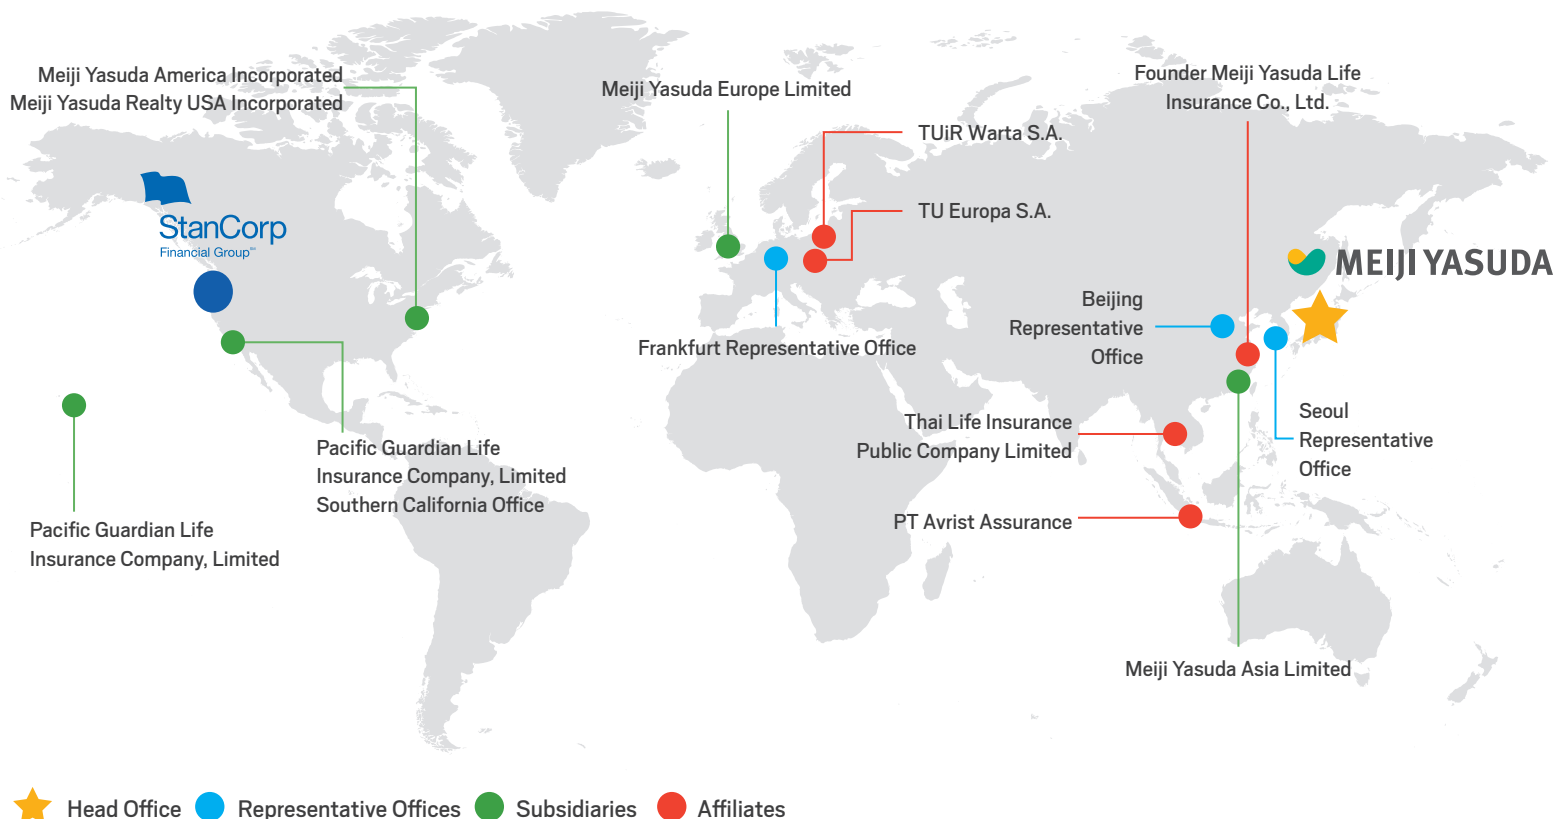 Meiji Yasuda America Incorporated
Meiji Yasuda Realty USA Incorporated
StanCorp
Financial Group℠
Pacific Guardian Life
Insurance Company, Limited
Pacific Guardian Life
Insurance Company, Limited
Southern California Office
Meiji Yasuda Europe Limited
TUiR Warta S.A.
TU Europa S.A.
Frankfurt Representative Office
Founder Meiji Yasuda Life
Insurance Co., Ltd.
MEIJI YASUDA
Beijing
Representative
Office
Seoul
Representative
Office
Thai Life Insurance
Public Company Limited
PT Avrist Assurance
Meiji Yasuda Asia Limited
Head Office
Representative Offices
Subsidiaries
Affiliates